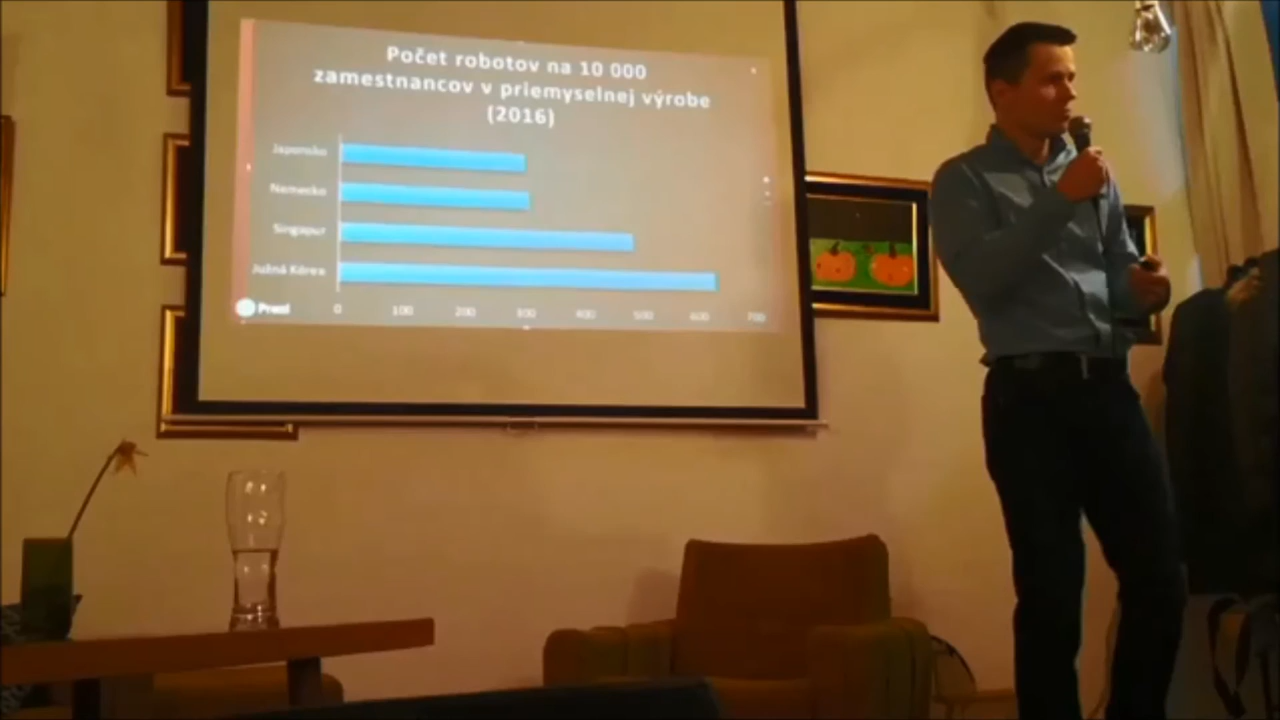 Počet robotov na 10 000
zamestnancov v priemyselnej výrobe
(2016)
Japonsko
Nemecko
Singapur
Južná Kórea
Prezi
0 100 200 300 400 500 600 700